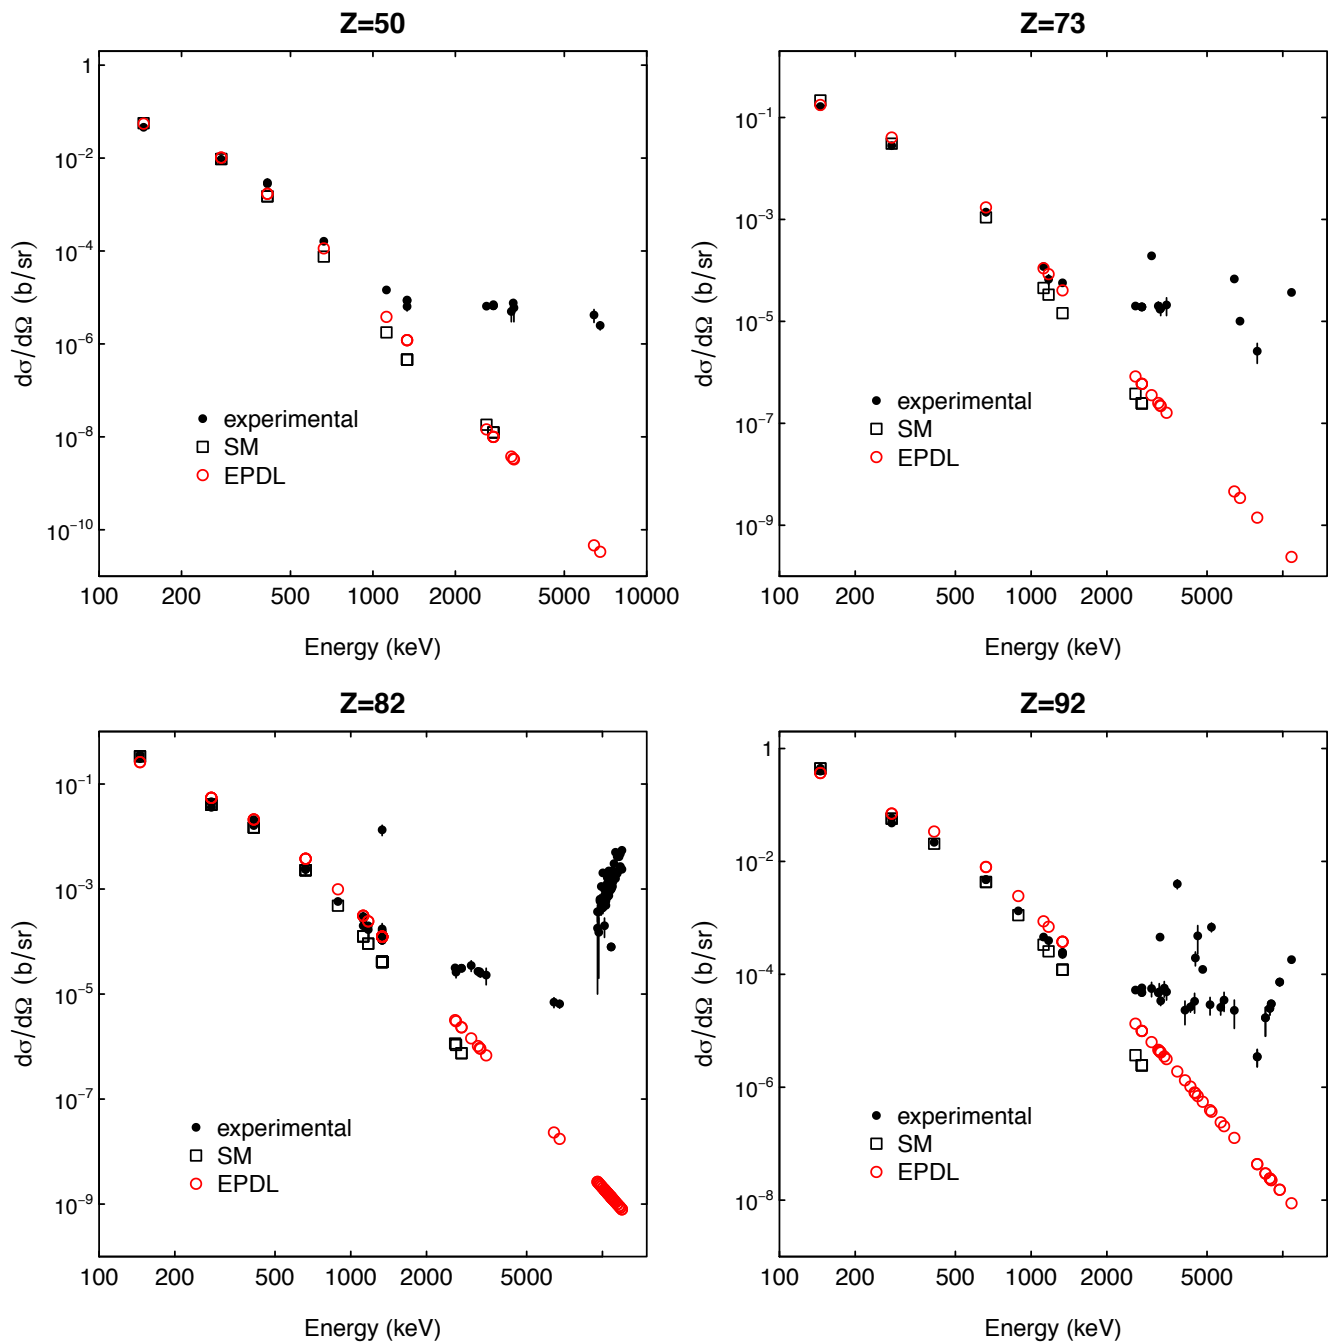 Z=50
1
10−2
10−4
10−6
10−8
10−10
dσ/dΩ (b/sr)
experimental
SM
EPDL
100 200 500 1000 2000 5000 10000
Energy (keV)
Z=73
10−1
10−3
10−5
10−7
10−9
dσ/dΩ (b/sr)
experimental
SM
EPDL
100 200 500 1000 2000 5000
Energy (keV)
Z=82
10−1
10−3
10−5
10−7
10−9
dσ/dΩ (b/sr)
experimental
SM
EPDL
100 200 500 1000 2000 5000
Energy (keV)
Z=92
1
10−2
10−4
10−6
10−8
dσ/dΩ (b/sr)
experimental
SM
EPDL
100 200 500 1000 2000 5000
Energy (keV)